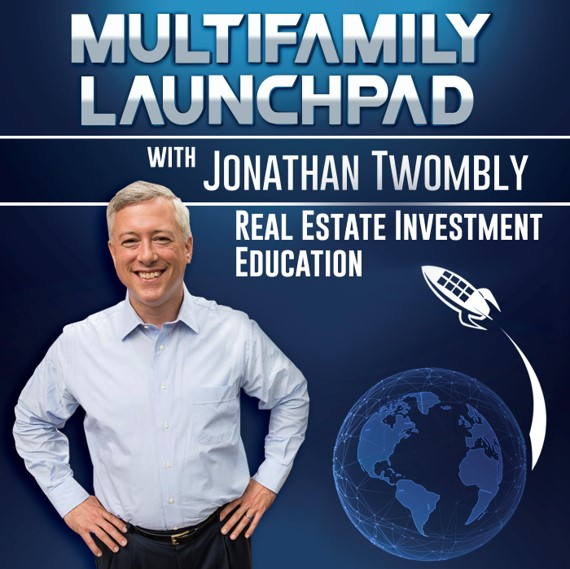 MULTIFAMILY
LAUNCHPAD
WITH JONATHAN TWOMBLY
REAL ESTATE INVESTMENT
EDUCATION